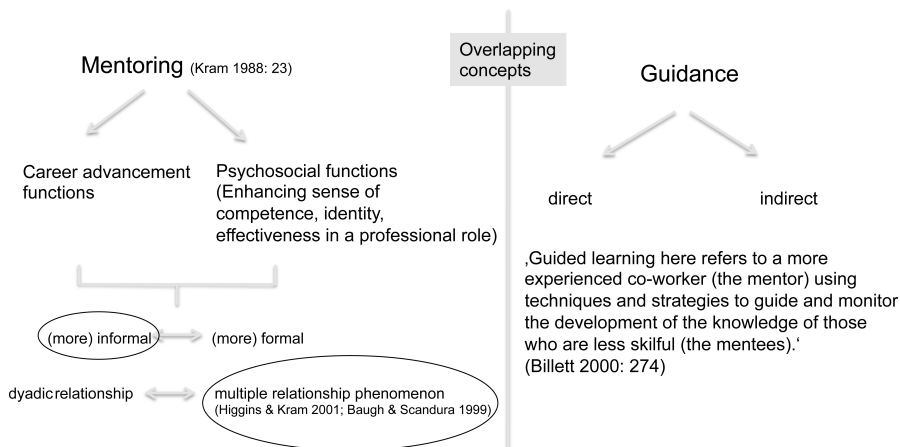 Mentoring (Kram 1988: 23)
Career advancement
functions
Psychosocial functions
(Enhancing sense of
competence, identity,
effectiveness in a professional role)
(more) informal
(more) formal
dyadic relationship
multiple relationship phenomenon
(Higgins & Kram 2001; Baugh & Scandura 1999)
Overlapping
concepts
Guidance
direct
indirect
‚Guided learning here refers to a more
experienced co-worker (the mentor) using
techniques and strategies to guide and monitor
the development of the knowledge of those
who are less skilful (the mentees).‘
(Billett 2000: 274)